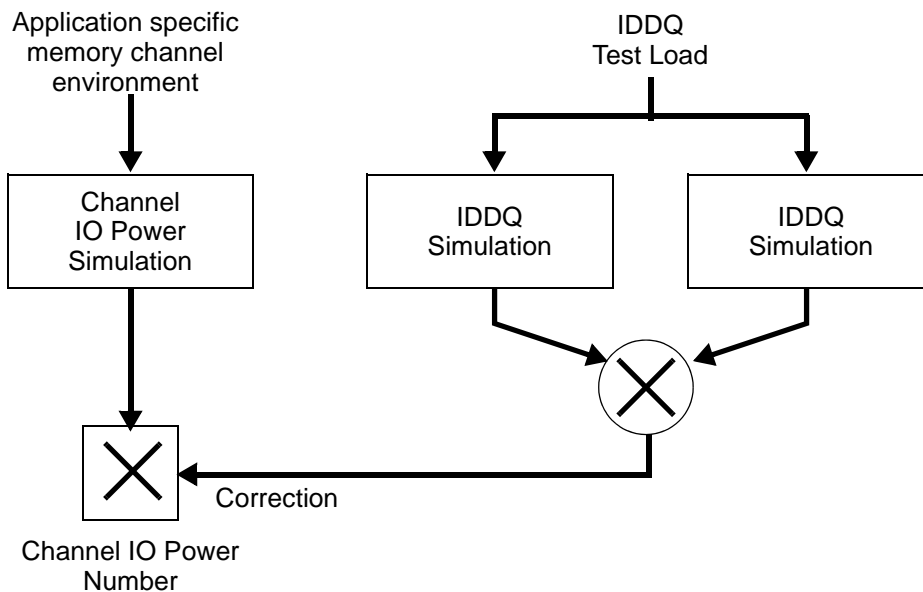 Application specific
memory channel
environment
IDDQ
Test Load
Channel
IO Power
Simulation
IDDQ
Simulation
IDDQ
Simulation
Correction
Channel IO Power
Number